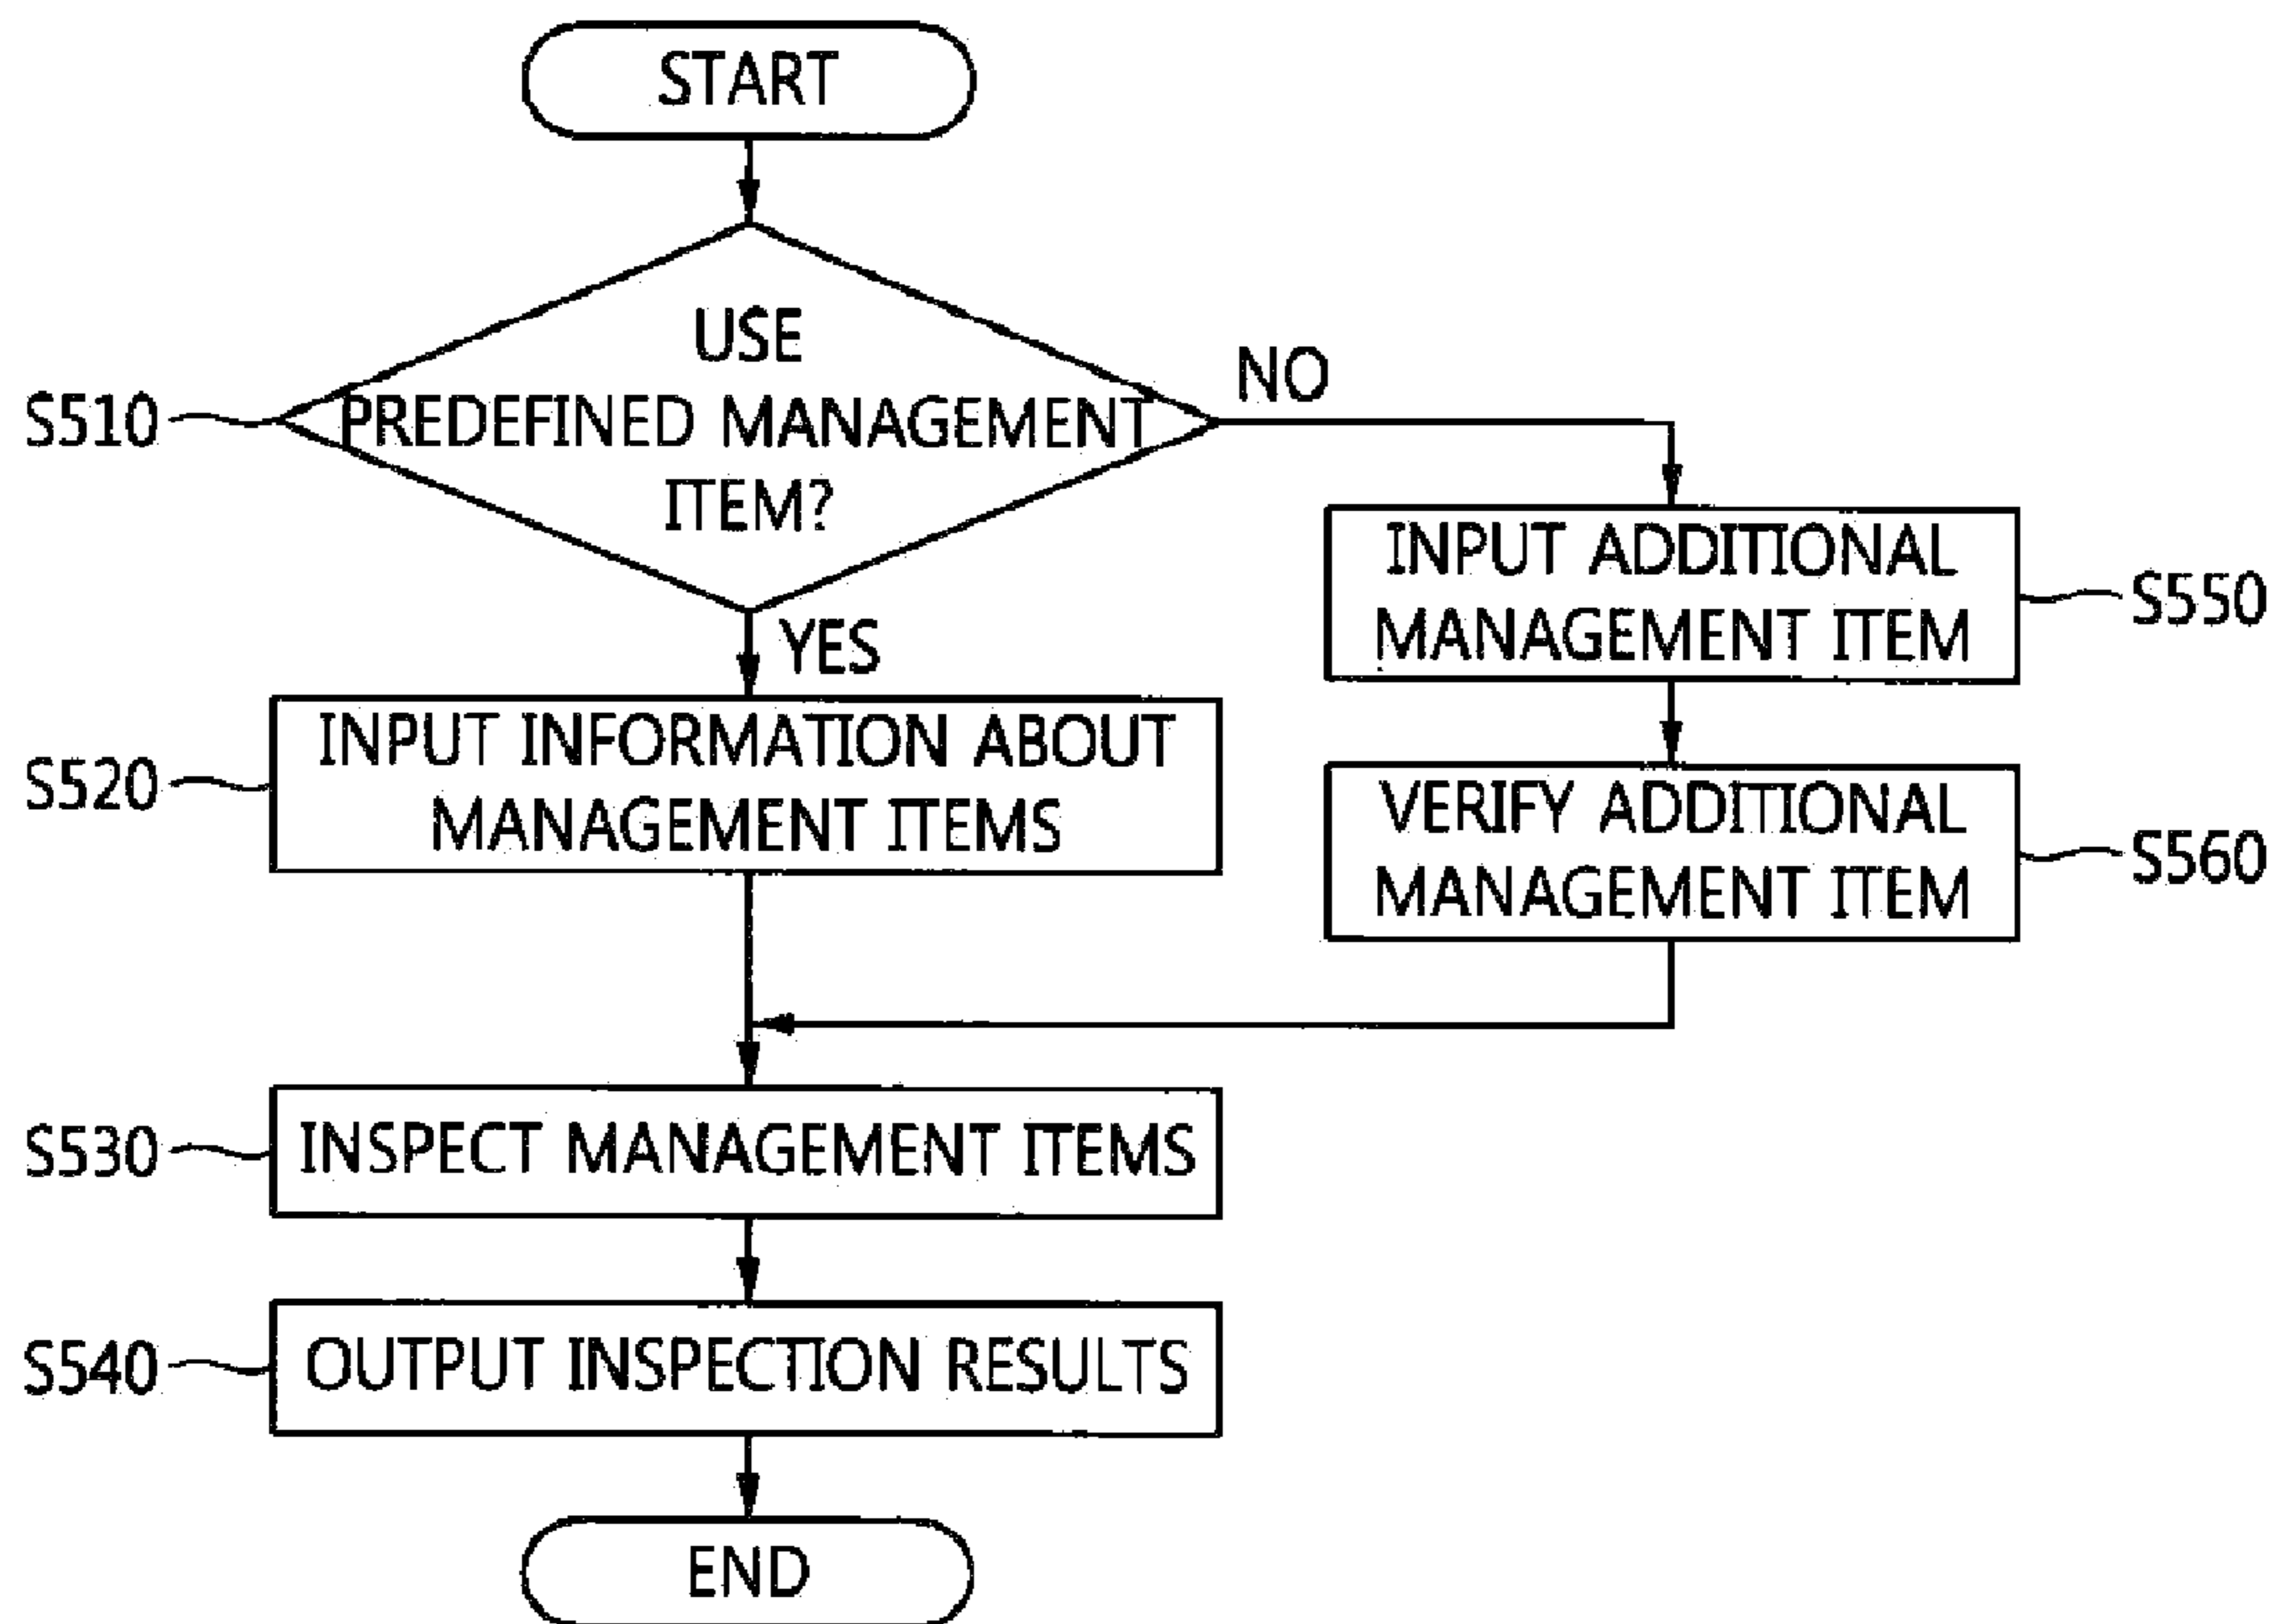 START
USE
S510
PREDEFINED MANAGEMENT
ITEM?
NO
YES
INPUT ADDITIONAL
MANAGEMENT ITEM
S550
S520
INPUT INFORMATION ABOUT
MANAGEMENT ITEMS
VERIFY ADDITIONAL
MANAGEMENT ITEM
S560
S530
INSPECT MANAGEMENT ITEMS
S540
OUTPUT INSPECTION RESULTS
END